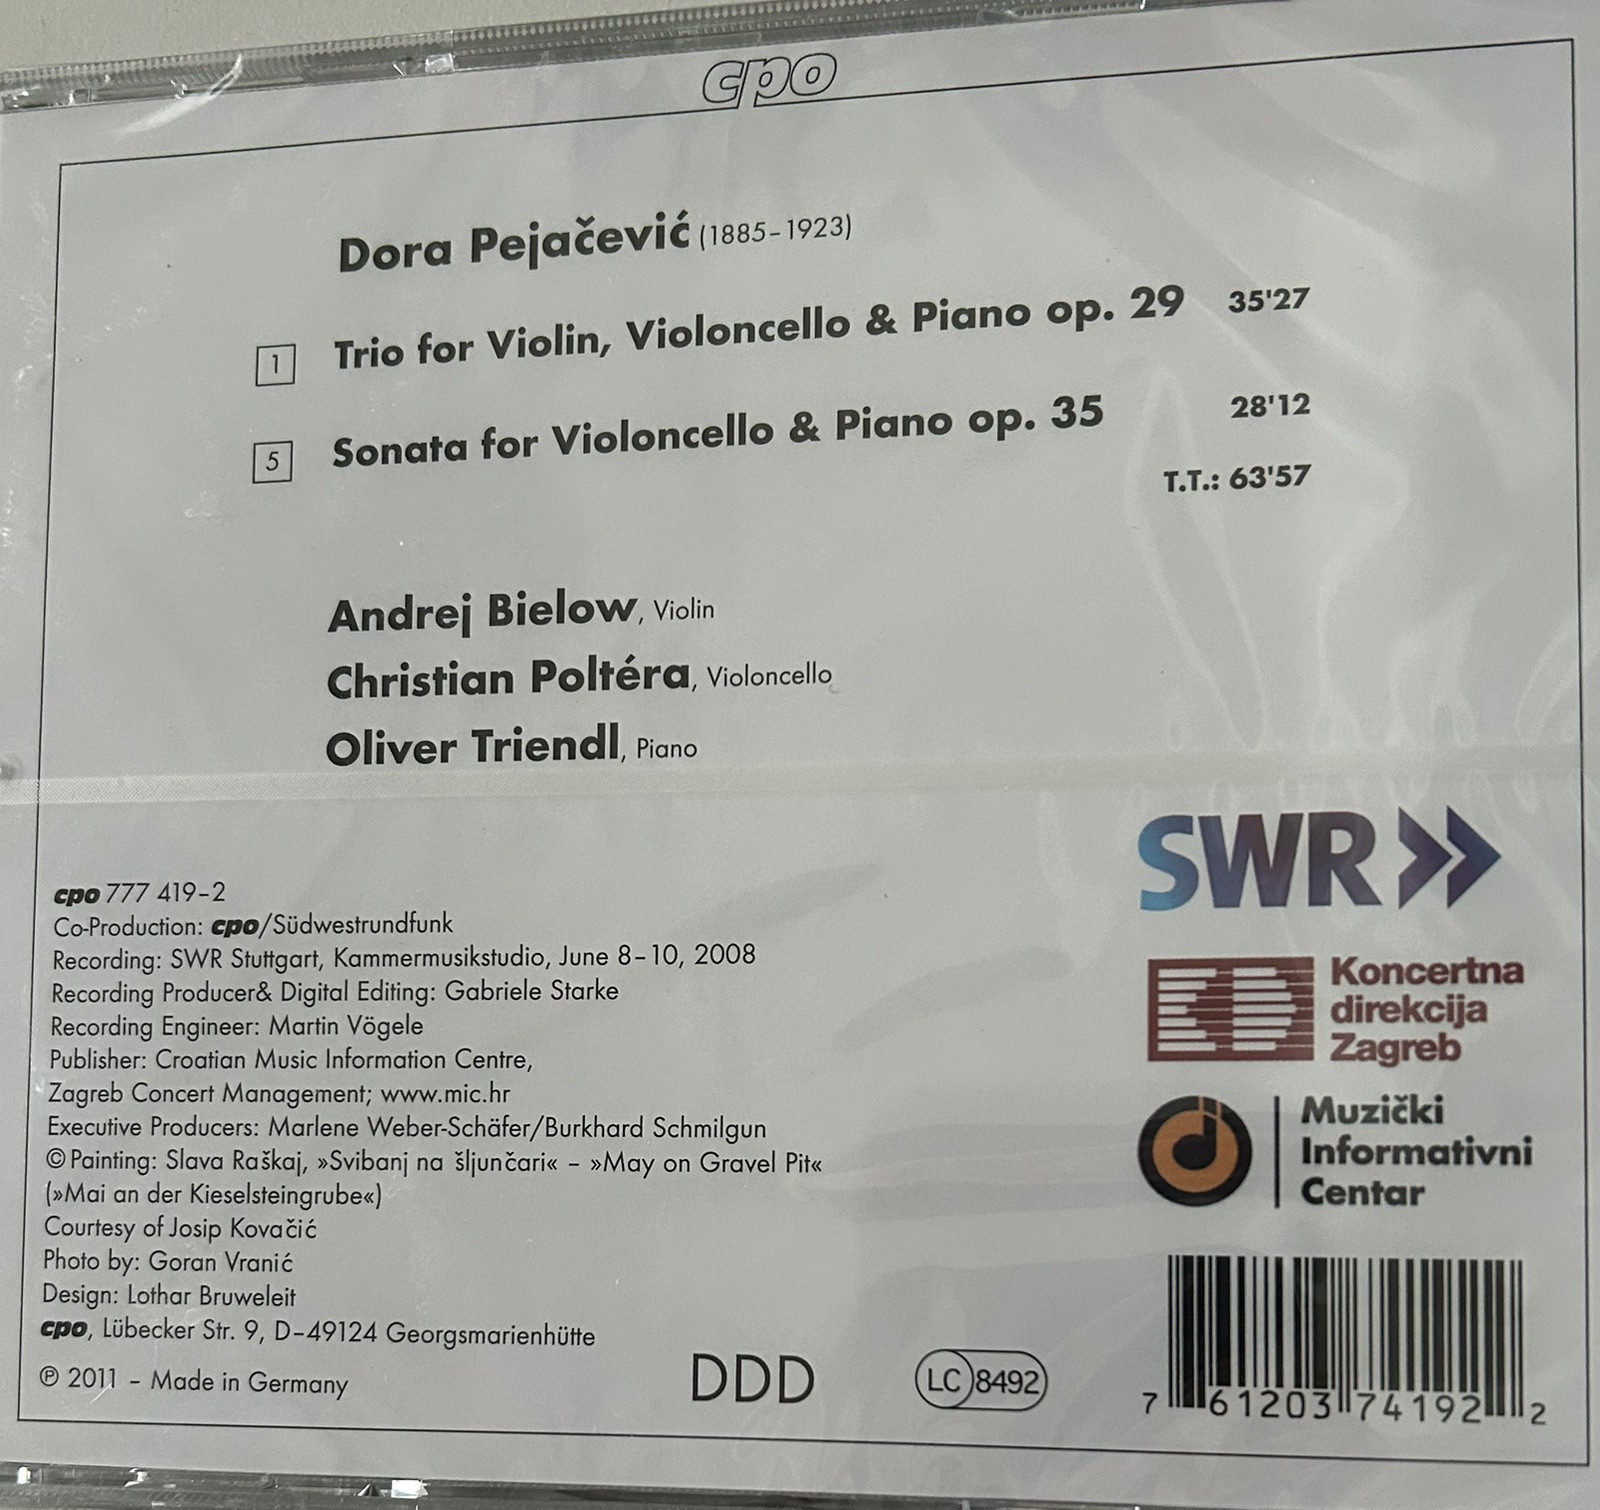 cpo
Dora Pejačević (1885–1923)
1 Trio for Violin, Violoncello & Piano op. 29 35'27
5 Sonata for Violoncello & Piano op. 35 28'12
T.T.: 63'57
Andrej Bielow, Violin
Christian Poltéra, Violoncello
Oliver Triendl, Piano
cpo 777 419–2
Co-Production: cpo/Südwestrundfunk
Recording: SWR Stuttgart, Kammermusikstudio, June 8–10, 2008
Recording Producer& Digital Editing: Gabriele Starke
Recording Engineer: Martin Vögele
Publisher: Croatian Music Information Centre,
Zagreb Concert Management; www.mic.hr
Executive Producers: Marlene Weber-Schäfer/Burkhard Schmilgun
© Painting: Slava Raškaj, »Svibanj na šljunčari« – »May on Gravel Pit«
(»Mai an der Kieselsteingrube«)
Courtesy of Josip Kovačić
Photo by: Goran Vranić
Design: Lothar Bruweleit
cpo, Lübecker Str. 9, D–49124 Georgsmarienhütte
℗ 2011 – Made in Germany
DDD
LC 8492
SWR
Koncertna
direkcija
Zagreb
Muzički
Informativni
Centar
7 61203 74192 2